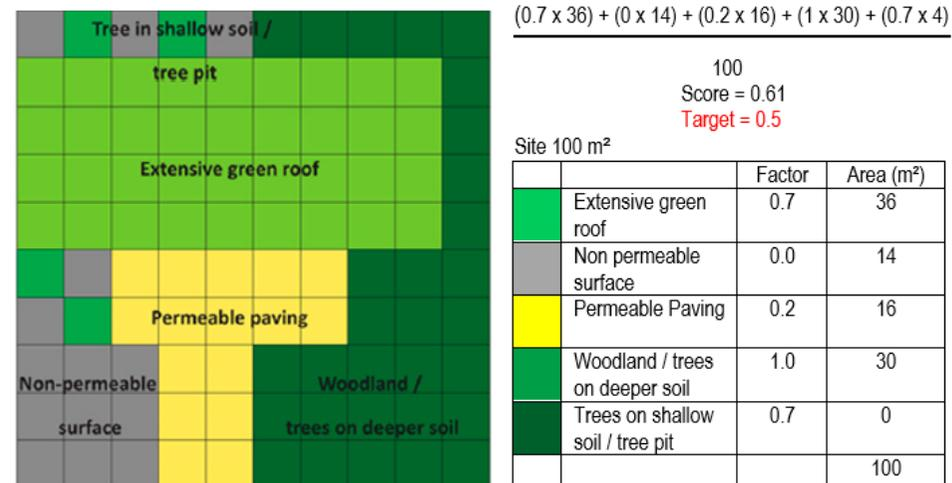 Tree in shallow soil /
tree pit
Extensive green roof
Permeable paving
Non-permeable
surface
Woodland /
trees on deeper soil
(0.7 x 36) + (0 x 14) + (0.2 x 16) + (1 x 30) + (0.7 x 4)
100
Score = 0.61
Target = 0.5
Site 100 m²
Factor Area (m²)
Extensive green 0.7 36
roof
Non permeable 0.0 14
surface
Permeable Paving 0.2 16
Woodland / trees 1.0 30
on deeper soil
Trees on shallow 0.7 0
soil / tree pit
100